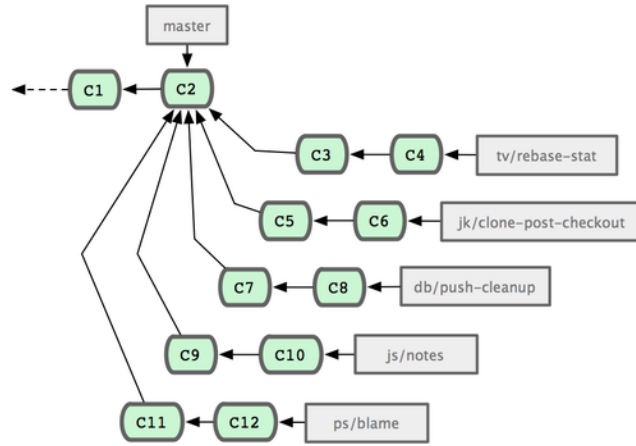 master
C1 C2
C3 C4 tv/rebase-stat
C5 C6 jk/clone-post-checkout
C7 C8 db/push-cleanup
C9 C10 js/notes
C11 C12 ps/blame